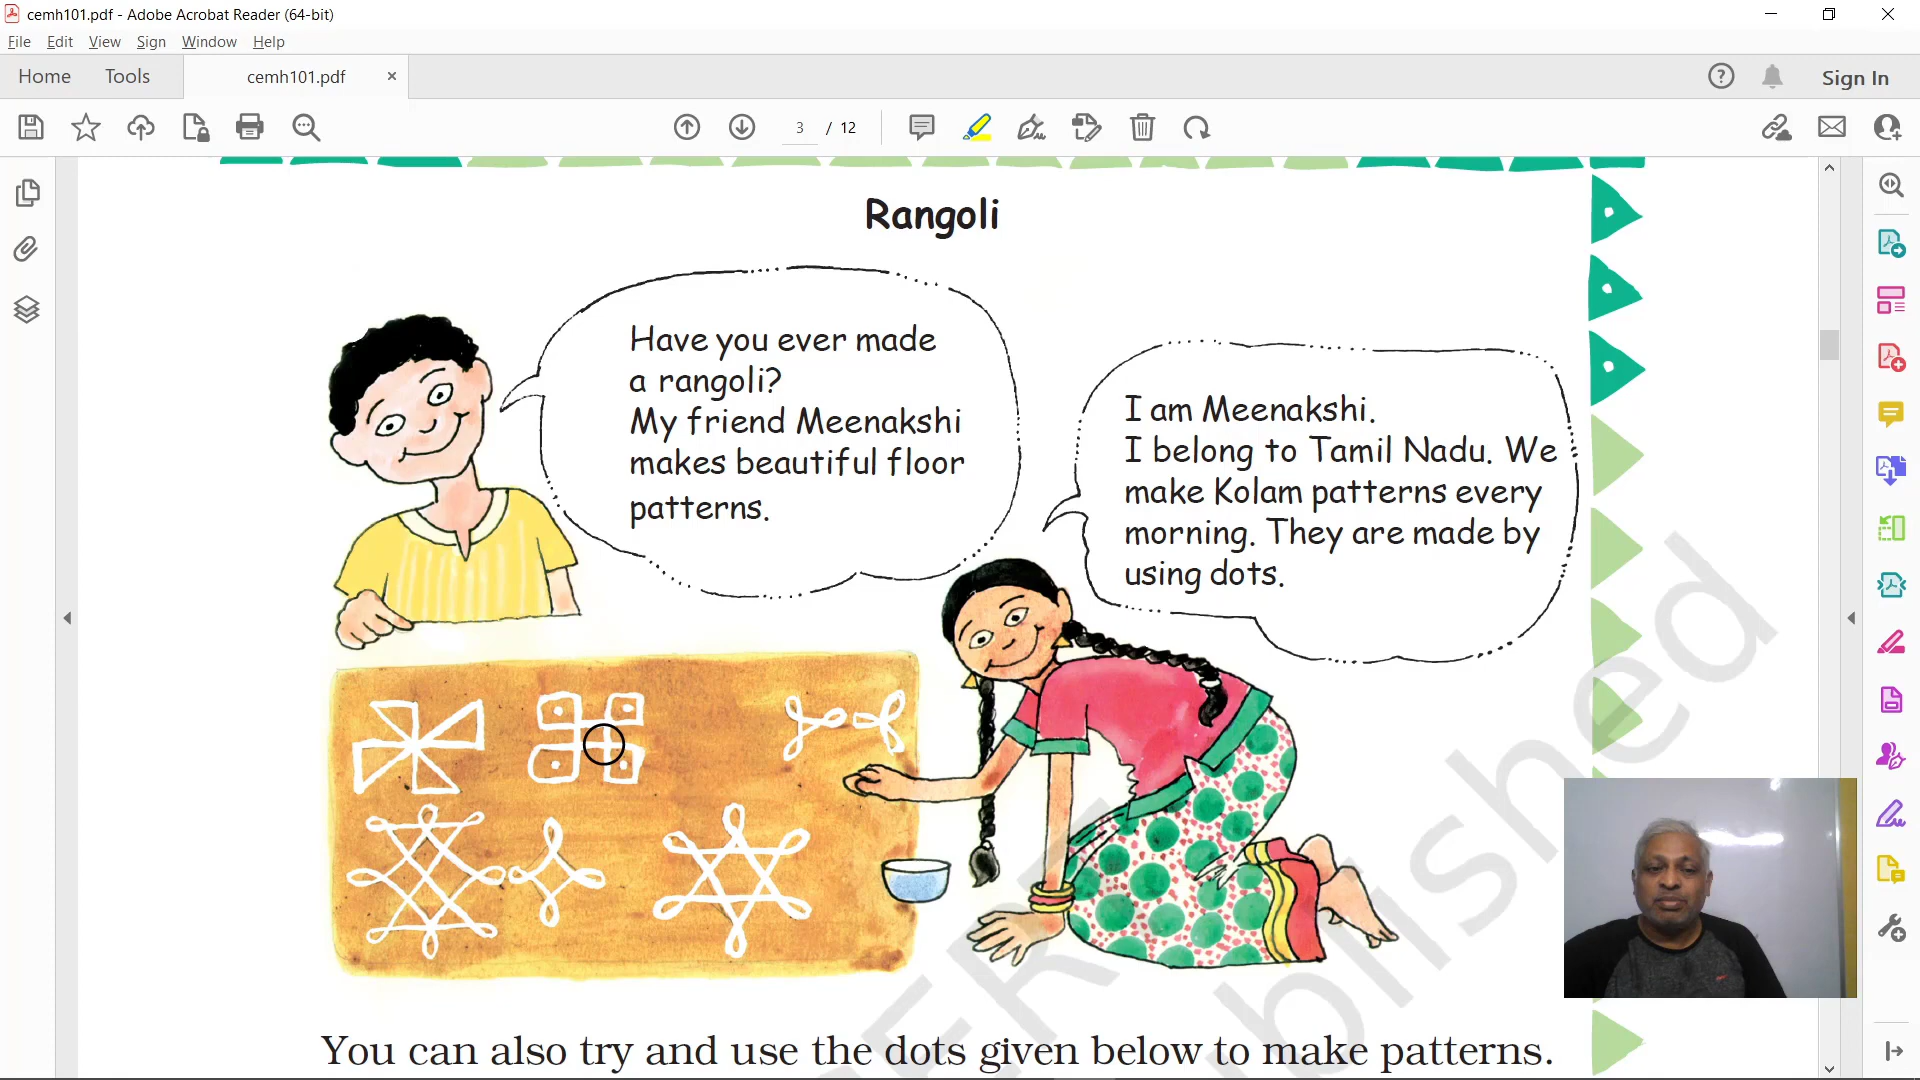 cemh101.pdf - Adobe Acrobat Reader (64-bit)
File Edit View Sign Window Help
Home Tools cemh101.pdf × Sign In
3 / 12
Rangoli
Have you ever made
a rangoli?
My friend Meenakshi
makes beautiful floor
patterns.
I am Meenakshi.
I belong to Tamil Nadu. We
make Kolam patterns every
morning. They are made by
using dots.
You can also try and use the dots given below to make patterns.